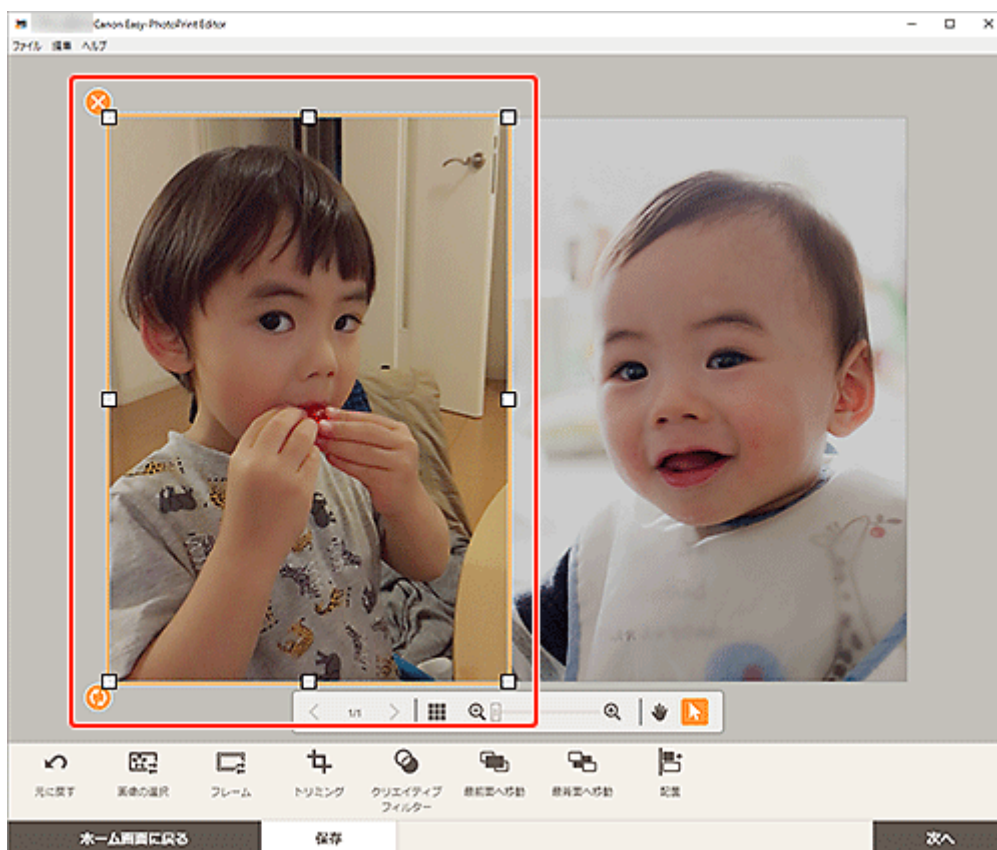 Canon Easy-PhotoPrint Editor
ファイル 編集 ヘルプ
1/1
元に戻す
画像の選択
フレーム
トリミング
クリエイティブ
フィルター
最前面へ移動
最背面へ移動
配置
ホーム画面に戻る
保存
次へ